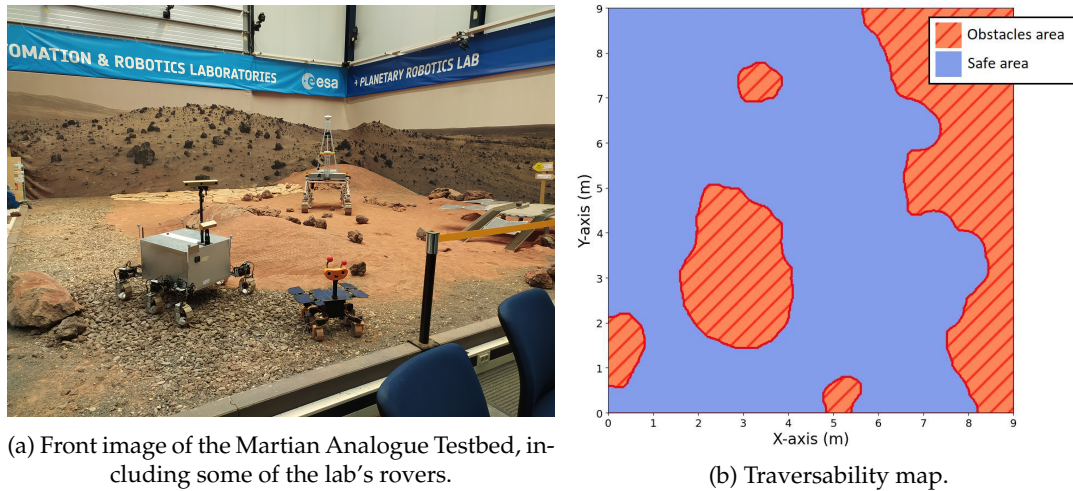 OMATION & ROBOTICS LABORATORIES
esa
PLANETARY ROBOTICS LAB
(a) Front image of the Martian Analogue Testbed, in-
cluding some of the lab's rovers.
Obstacles area
Safe area
9
8
7
6
5
4
3
2
1
0
Y-axis (m)
0 1 2 3 4 5 6 7 8 9
X-axis (m)
(b) Traversability map.